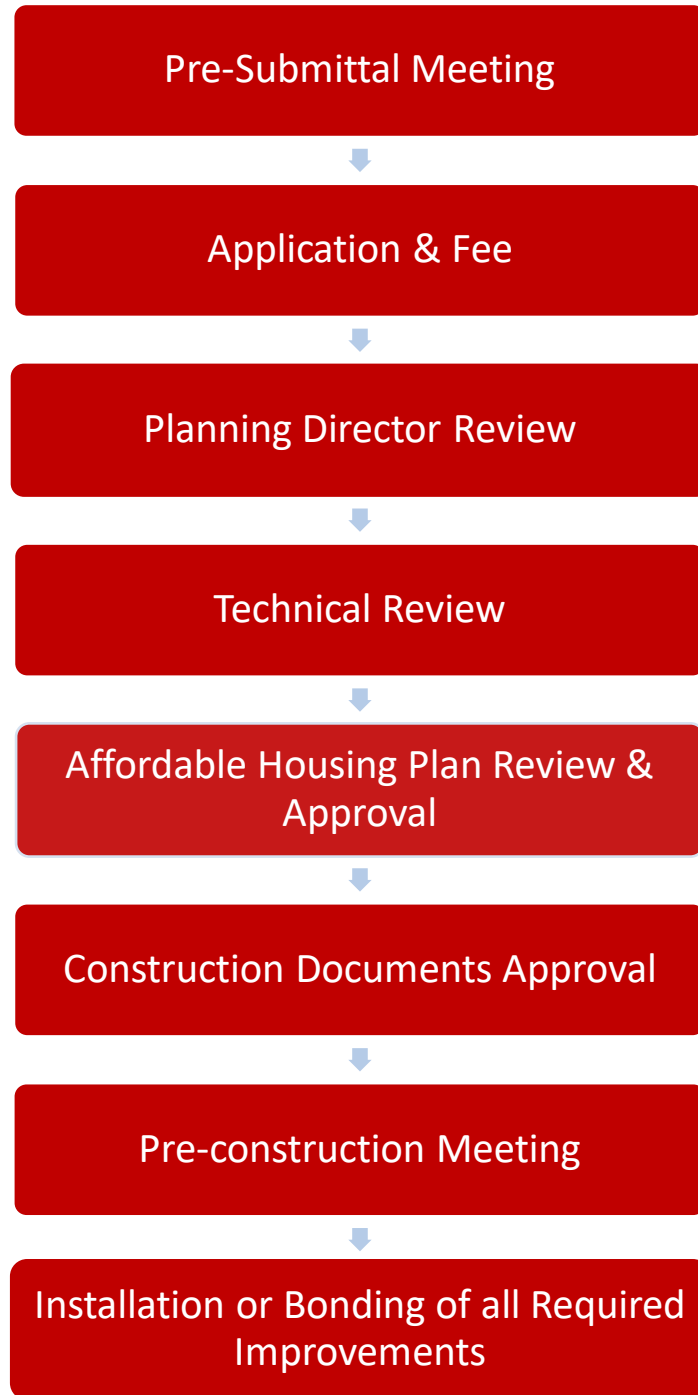 Pre-Submittal Meeting
Application & Fee
Planning Director Review
Technical Review
Affordable Housing Plan Review &
Approval
Construction Documents Approval
Pre-construction Meeting
Installation or Bonding of all Required
Improvements